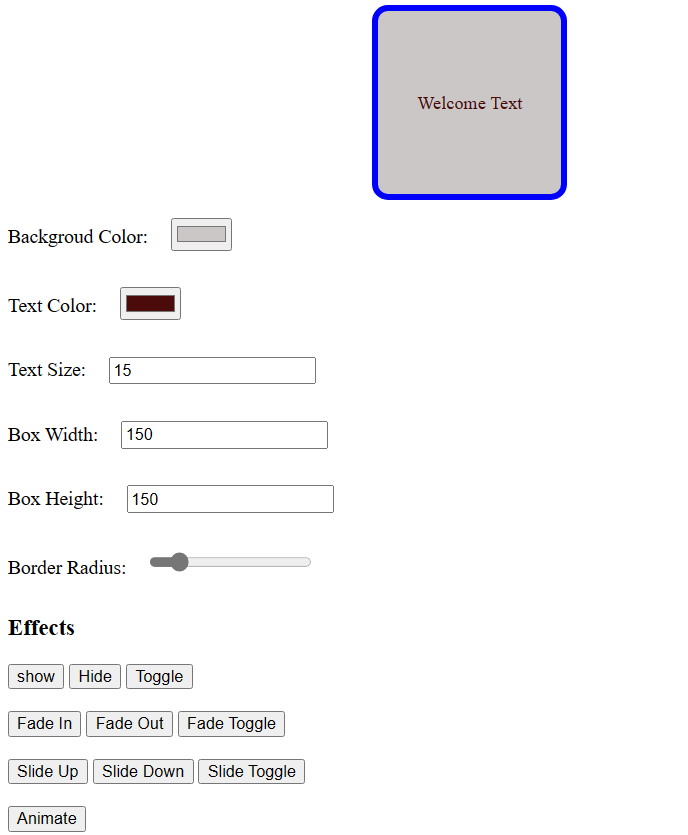 Welcome Text
Backgroud Color:
Text Color:
Text Size: 15
Box Width: 150
Box Height: 150
Border Radius:
Effects
show Hide Toggle
Fade In Fade Out Fade Toggle
Slide Up Slide Down Slide Toggle
Animate